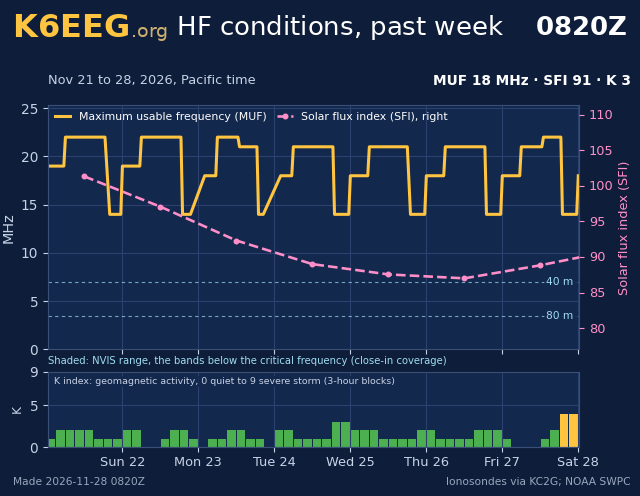 K6EEG.org HF conditions, past week 0820Z
Nov 21 to 28, 2026, Pacific time MUF 18 MHz · SFI 91 · K 3
Maximum usable frequency (MUF) Solar flux index (SFI), right
25
20
15
10
5
0
MHz
110
105
100
95
90
85
80
Solar flux index (SFI)
40 m
80 m
Shaded: NVIS range, the bands below the critical frequency (close-in coverage)
K index: geomagnetic activity, 0 quiet to 9 severe storm (3-hour blocks)
9
5
0
K
Sun 22 Mon 23 Tue 24 Wed 25 Thu 26 Fri 27 Sat 28
Made 2026-11-28 0820Z Ionosondes via KC2G; NOAA SWPC